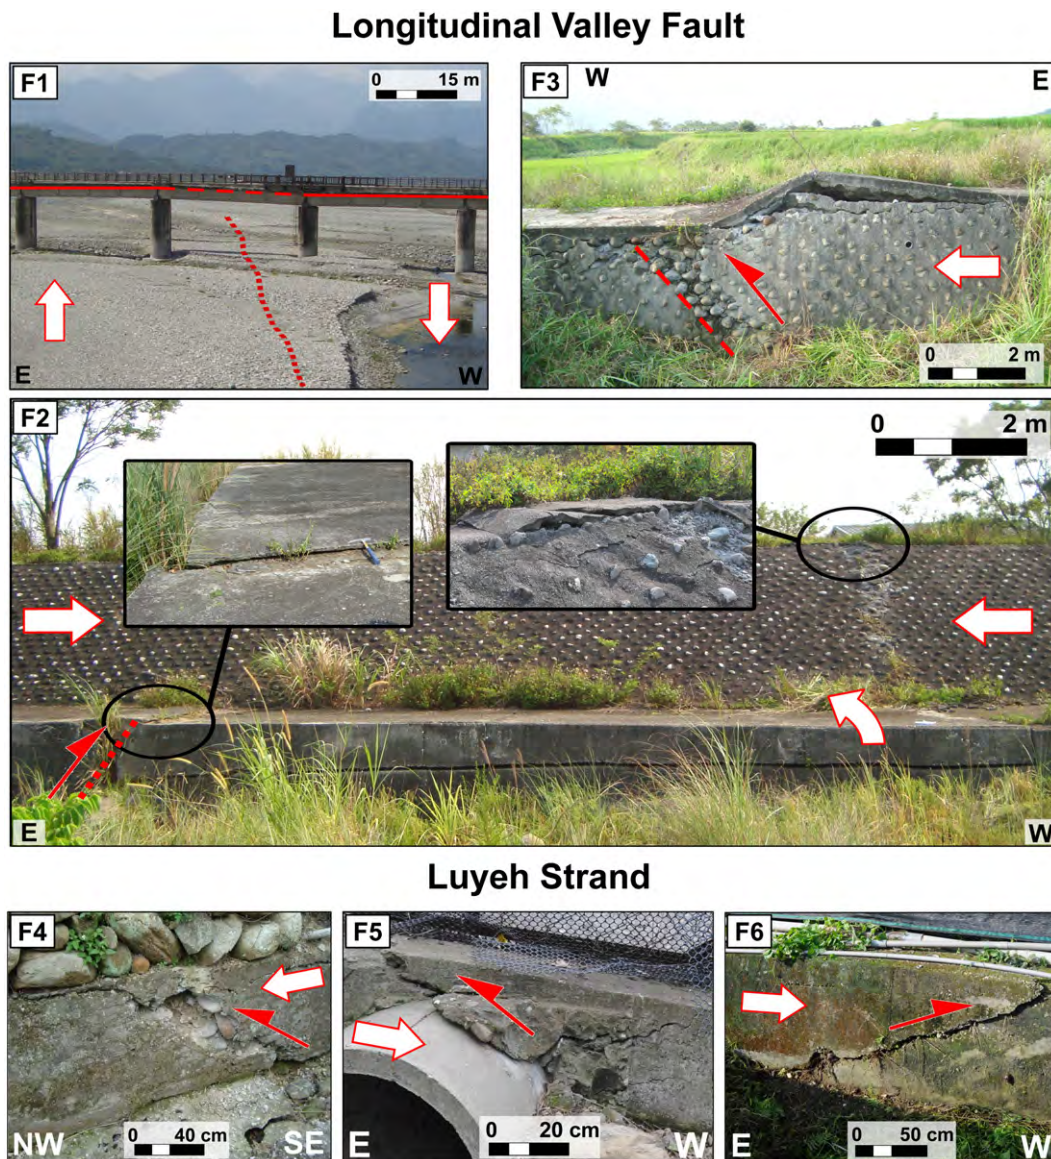 Longitudinal Valley Fault
F1
0 15 m
E W
F3
W E
0 2 m
F2
0 2 m
E W
Luyeh Strand
F4
NW 0 40 cm SE
F5
E 0 20 cm W
F6
E 0 50 cm W